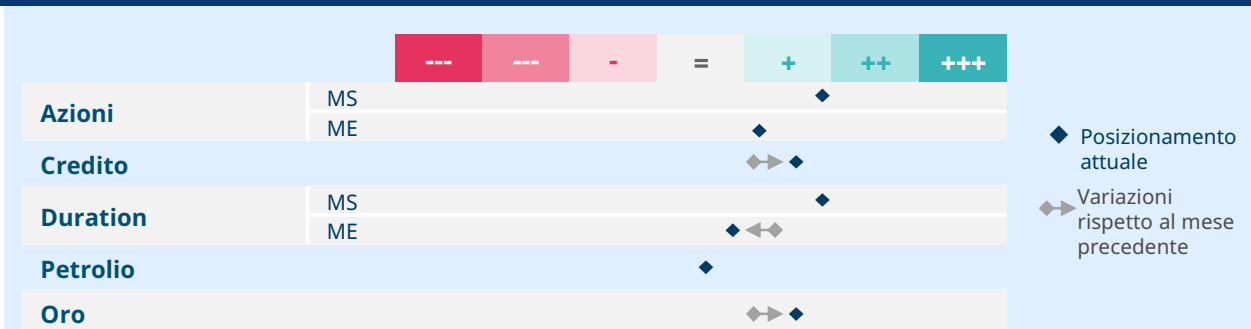 --- --- - = + ++ +++
Azioni
MS
ME
Credito
Duration
MS
ME
Petrolio
Oro
Posizionamento
attuale
Variazioni
rispetto al mese
precedente